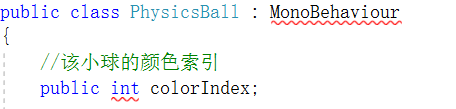 public class PhysicsBall : MonoBehaviour
{
//该小球的颜色索引
public int colorIndex;